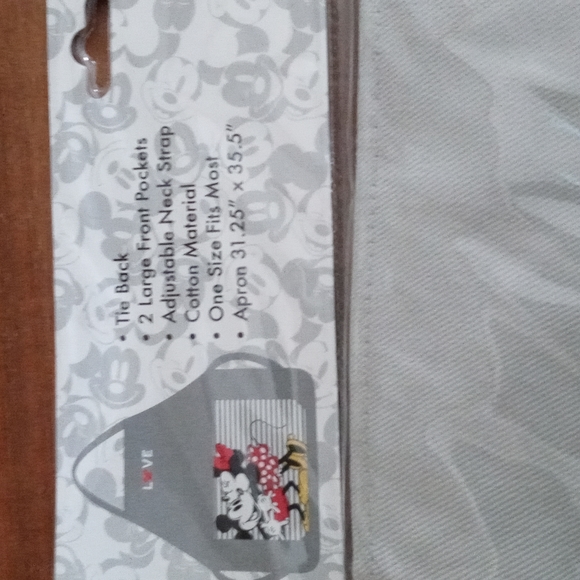 • Tie Back
• 2 Large Front Pockets
• Adjustable Neck Strap
• Cotton Material
• One Size Fits Most
• Apron 31.25" x 35.5"
LOVE